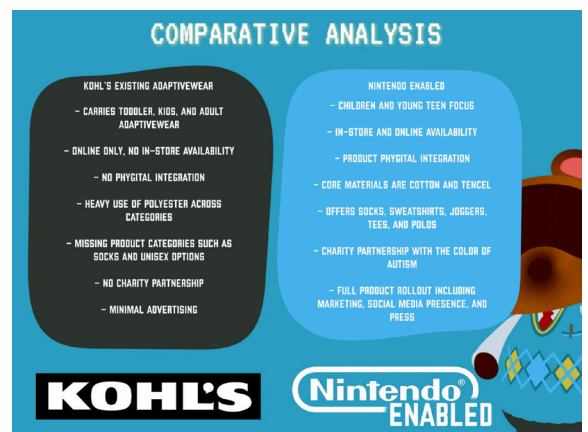 COMPARATIVE ANALYSIS
KOHL'S EXISTING ADAPTIVEWEAR
- CARRIES TODDLER, KIDS, AND ADULT
ADAPTIVEWEAR
- ONLINE ONLY, NO IN-STORE AVAILABILITY
- NO PHYGITAL INTEGRATION
- HEAVY USE OF POLYESTER ACROSS
CATEGORIES
- MISSING PRODUCT CATEGORIES SUCH AS
SOCKS AND UNISEX OPTIONS
- NO CHARITY PARTNERSHIP
- MINIMAL ADVERTISING
KOHL'S
NINTENDO ENABLED
- CHILDREN AND YOUNG TEEN FOCUS
- IN-STORE AND ONLINE AVAILABILITY
- PRODUCT PHYGITAL INTEGRATION
- CORE MATERIALS ARE COTTON AND TENCEL
- OFFERS SOCKS, SWEATSHIRTS, JOGGERS,
TEES, AND POLOS
- CHARITY PARTNERSHIP WITH THE COLOR OF
AUTISM
- FULL PRODUCT ROLLOUT INCLUDING
MARKETING, SOCIAL MEDIA PRESENCE, AND
PRESS
Nintendo®
ENABLED